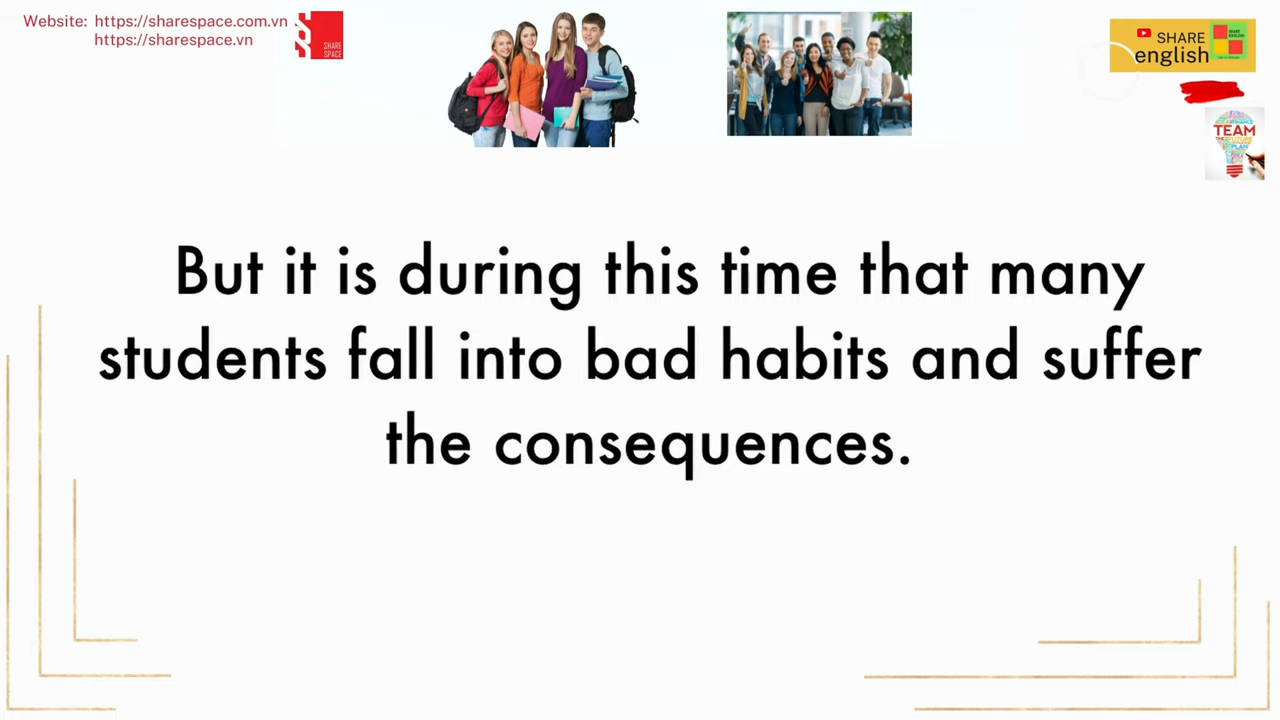 Website: https://sharespace.com.vn
https://sharespace.vn
SHARE
SPACE
SHARE
english
TEAM
PLAN
But it is during this time that many
students fall into bad habits and suffer
the consequences.